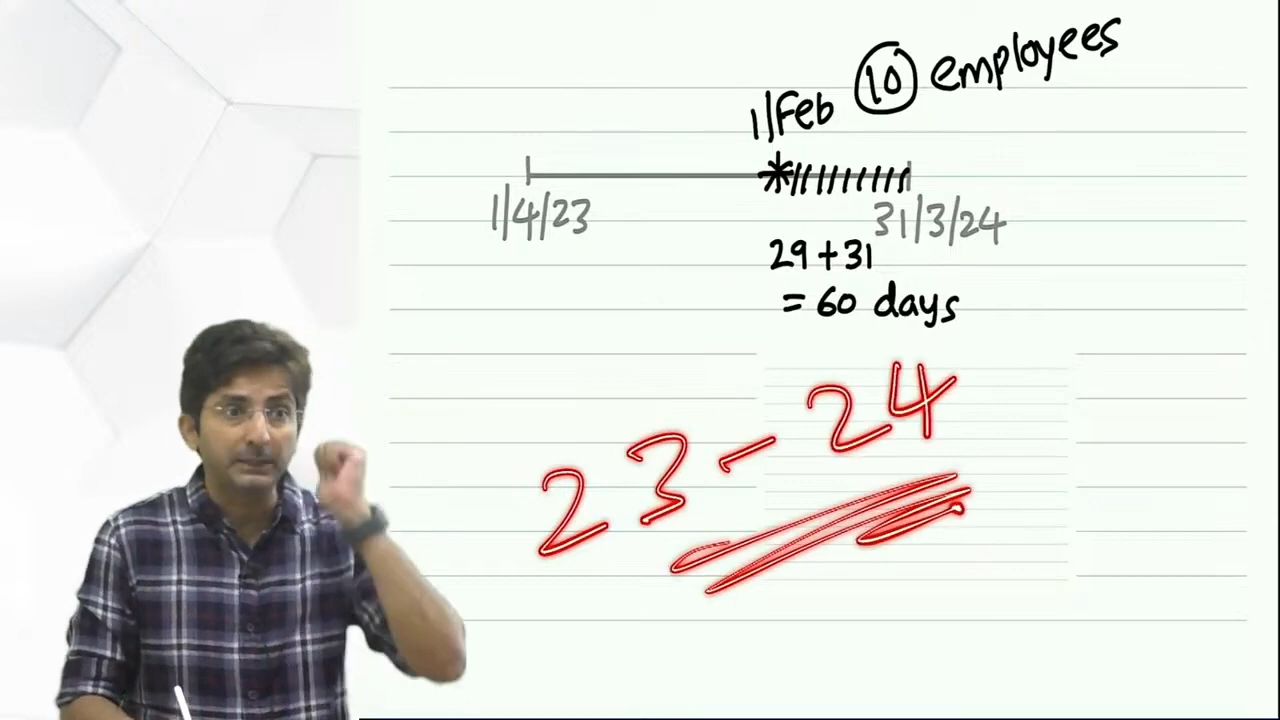 1/Feb 10 employees
1/4/23 31/3/24
29+31
= 60 days
23-24